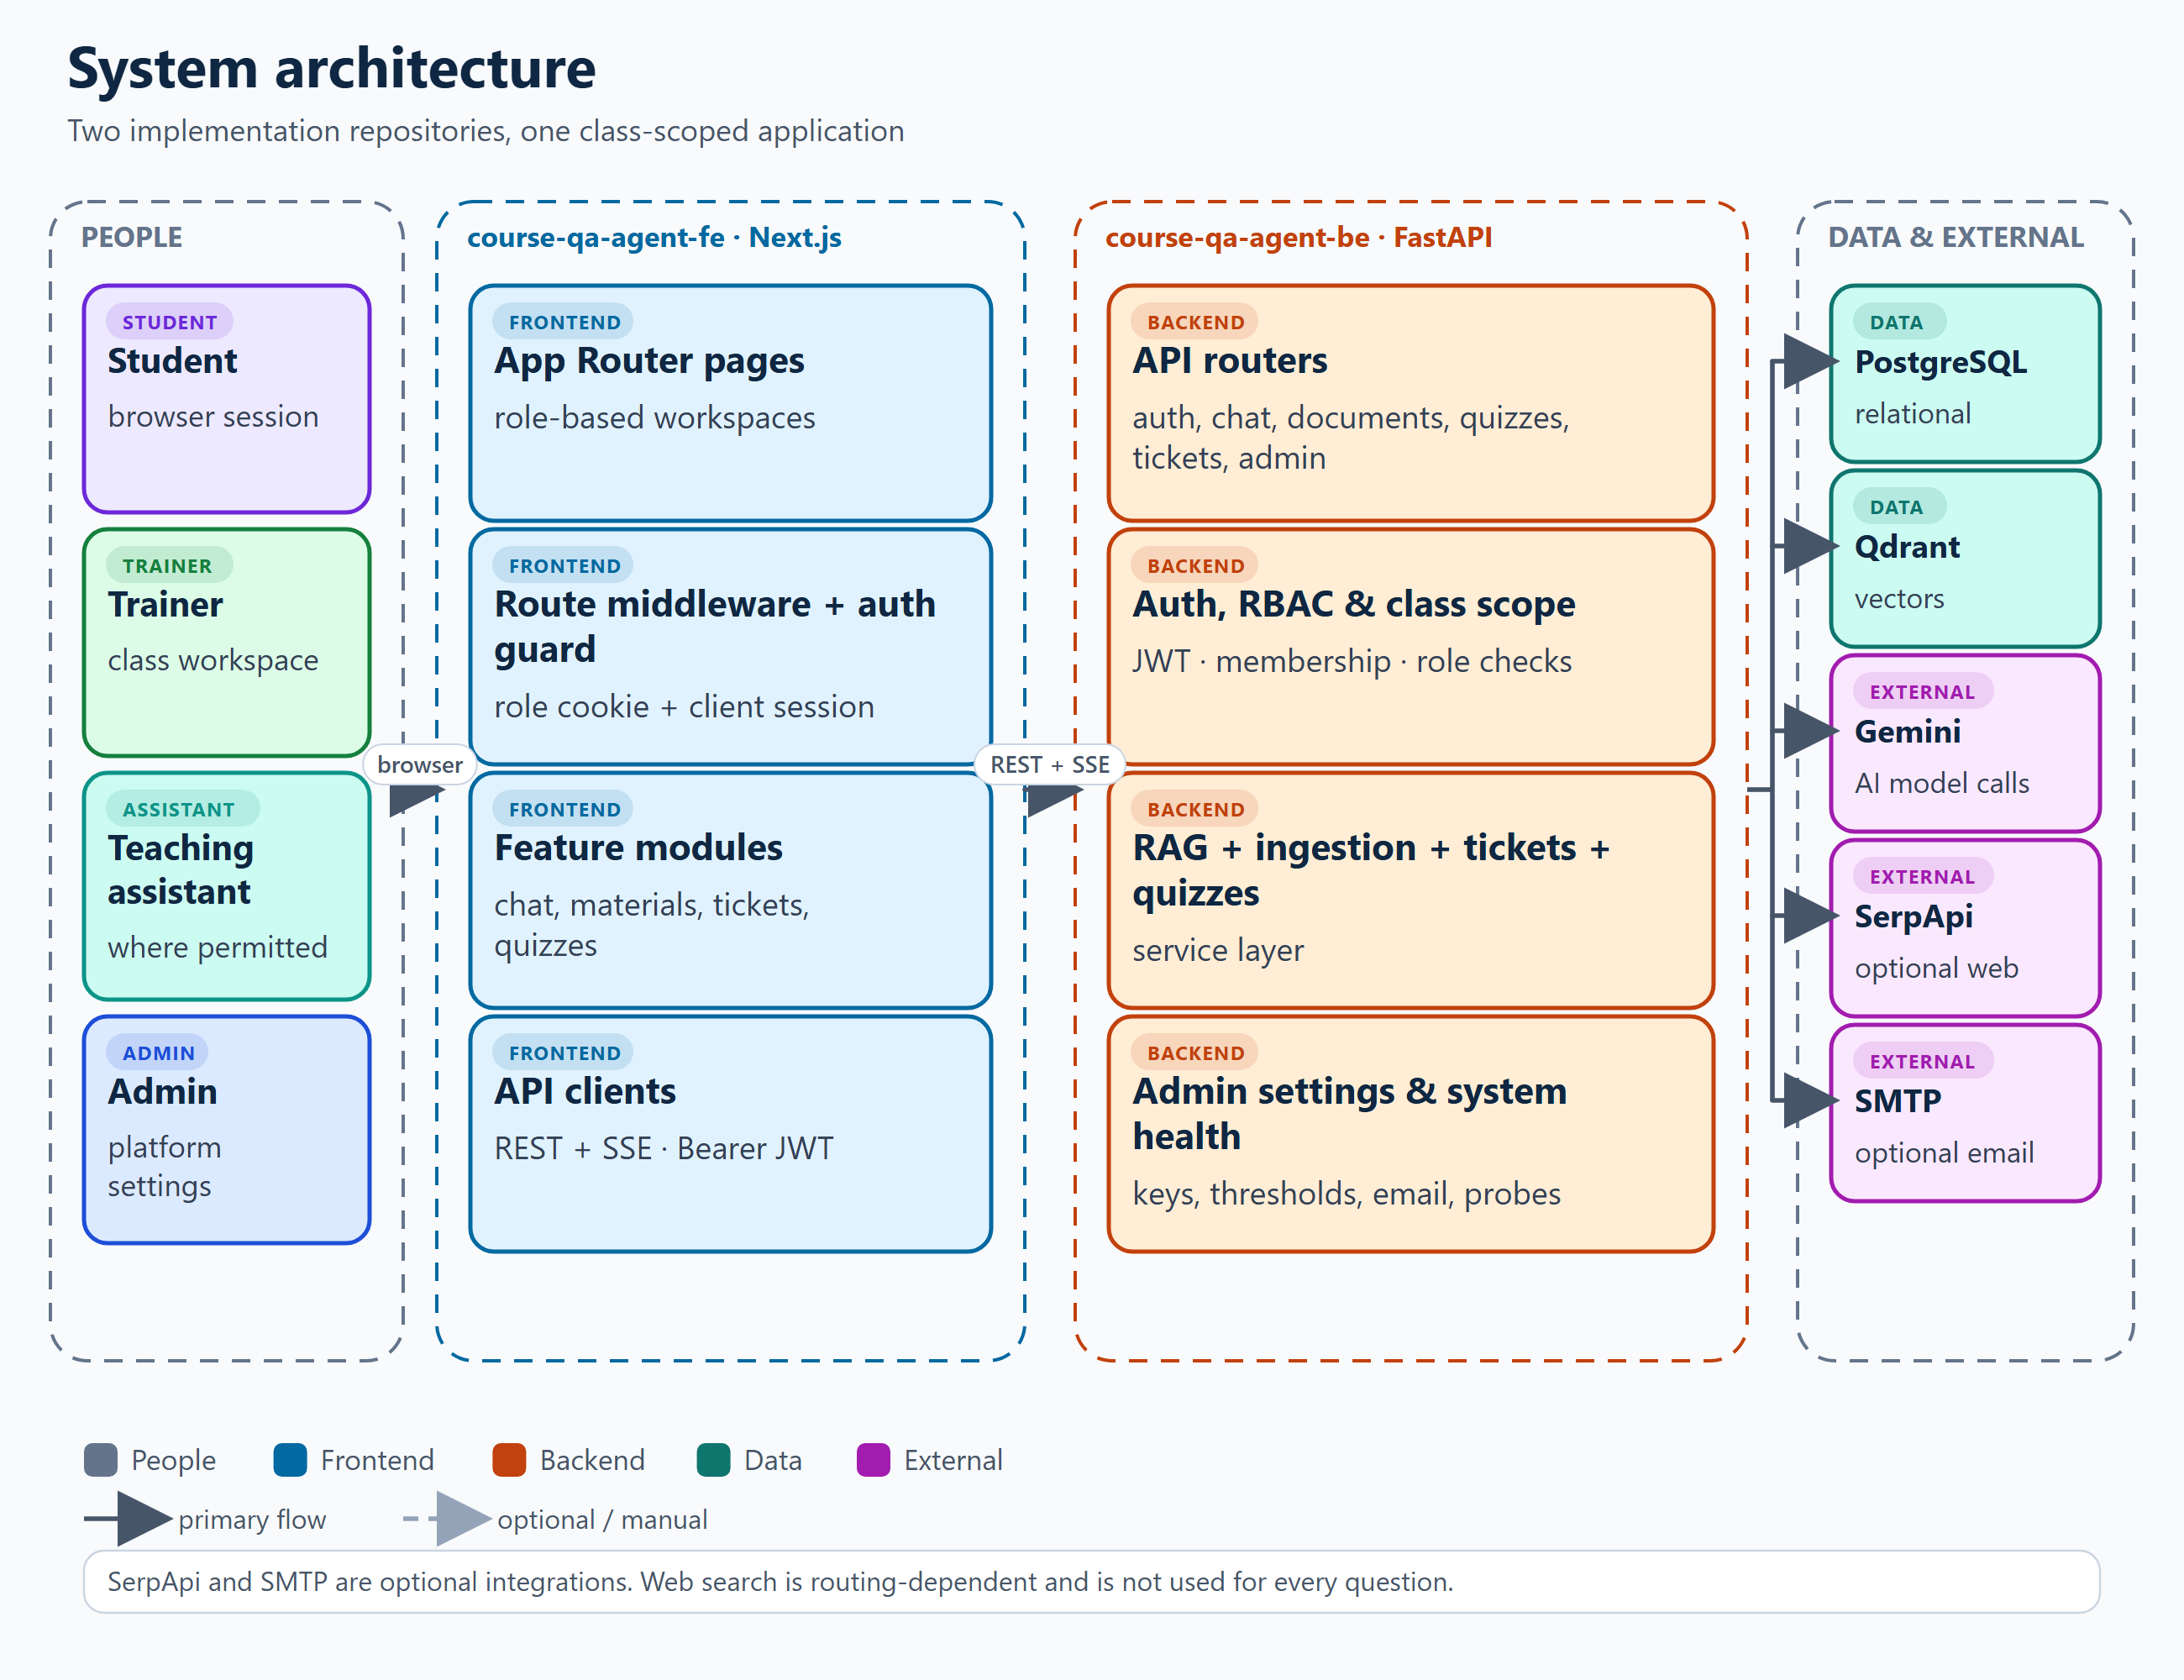 System architecture
Two implementation repositories, one class-scoped application
PEOPLE
STUDENT
Student
browser session
TRAINER
Trainer
class workspace
ASSISTANT
Teaching
assistant
where permitted
ADMIN
Admin
platform
settings
browser
course-qa-agent-fe · Next.js
FRONTEND
App Router pages
role-based workspaces
FRONTEND
Route middleware + auth
guard
role cookie + client session
FRONTEND
Feature modules
chat, materials, tickets,
quizzes
FRONTEND
API clients
REST + SSE · Bearer JWT
REST + SSE
course-qa-agent-be · FastAPI
BACKEND
API routers
auth, chat, documents, quizzes,
tickets, admin
BACKEND
Auth, RBAC & class scope
JWT · membership · role checks
BACKEND
RAG + ingestion + tickets +
quizzes
service layer
BACKEND
Admin settings & system
health
keys, thresholds, email, probes
DATA & EXTERNAL
DATA
PostgreSQL
relational
DATA
Qdrant
vectors
EXTERNAL
Gemini
AI model calls
EXTERNAL
SerpApi
optional web
EXTERNAL
SMTP
optional email
People
Frontend
Backend
Data
External
primary flow
optional / manual
SerpApi and SMTP are optional integrations. Web search is routing-dependent and is not used for every question.